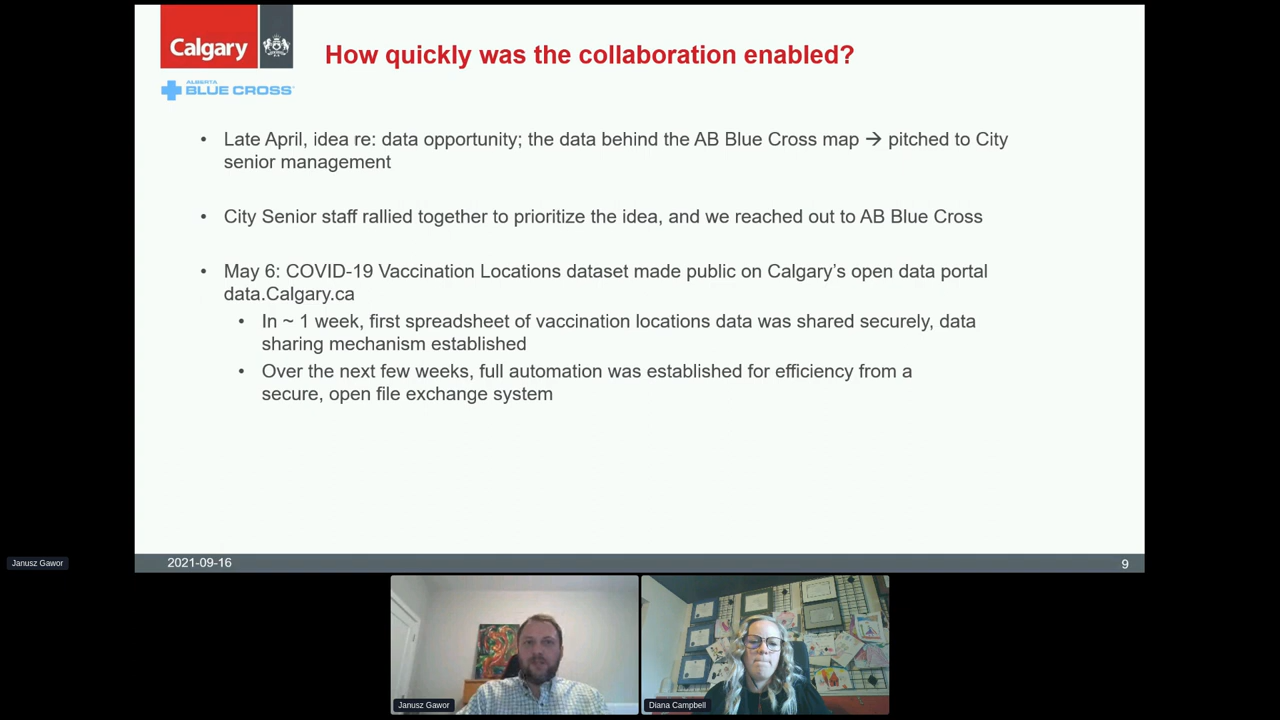 Calgary
ALBERTA
BLUE CROSS
How quickly was the collaboration enabled?
• Late April, idea re: data opportunity; the data behind the AB Blue Cross map → pitched to City
senior management
• City Senior staff rallied together to prioritize the idea, and we reached out to AB Blue Cross
• May 6: COVID-19 Vaccination Locations dataset made public on Calgary’s open data portal
data.Calgary.ca
• In ~ 1 week, first spreadsheet of vaccination locations data was shared securely, data
sharing mechanism established
• Over the next few weeks, full automation was established for efficiency from a
secure, open file exchange system
2021-09-16
9
Janusz Gawor
Janusz Gawor
Diana Campbell